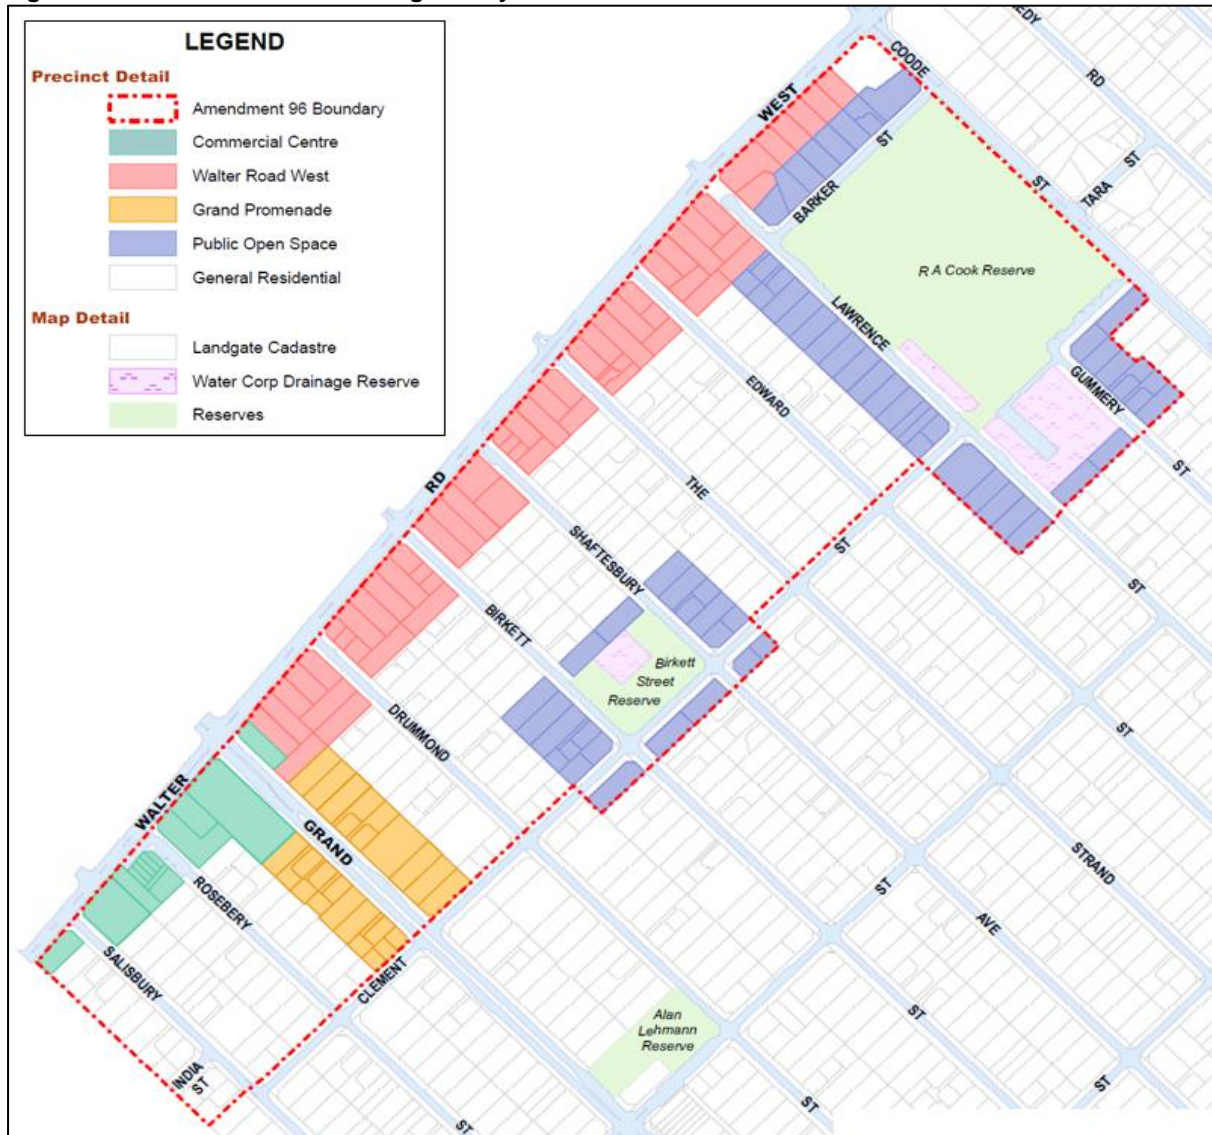 LEGEND
Precinct Detail
Amendment 96 Boundary
Commercial Centre
Walter Road West
Grand Promenade
Public Open Space
General Residential
Map Detail
Landgate Cadastre
Water Corp Drainage Reserve
Reserves
EDY
RD
COODE
ST
WEST
TARA
ST
BARKER
ST
R A Cook Reserve
LAWRENCE
ST
GUMMERY
ST
EDWARD
ST
RD
THE
STRAND
SHAFTESBURY
AVE
BIRKETT
ST
Birkett
Street
Reserve
DRUMMOND
ST
WALTER
GRAND
ROSEBERY
ST
SALISBURY
ST
CLEMENT
ST
INDIA
ST
Alan
Lehmann
Reserve
ST
ST
ST